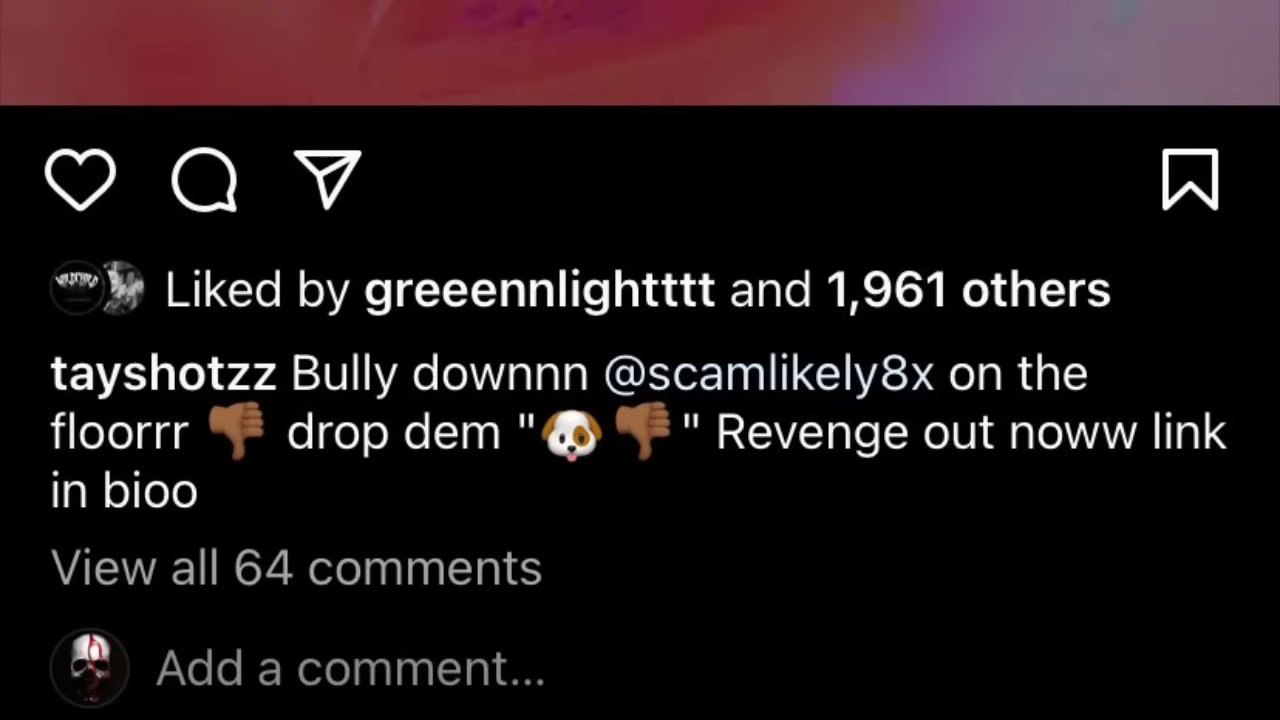 Liked by greeennlightttt and 1,961 others
tayshotzz Bully downnn @scamlikely8x on the
floorrr 👎🏾 drop dem "🐶👎🏾" Revenge out noww link
in bioo
View all 64 comments
Add a comment...